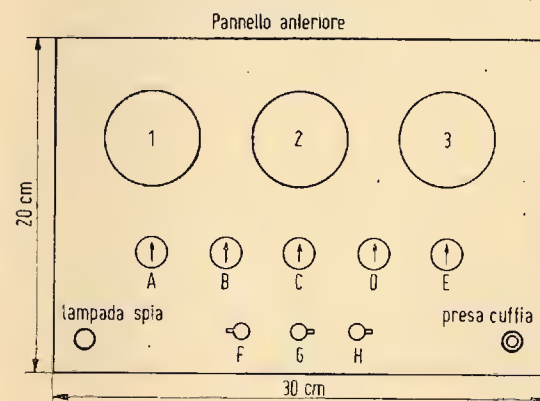 Pannello anteriore
1 2 3
20 cm
A B C D E
lampada spia presa cuffia
F G H
30 cm